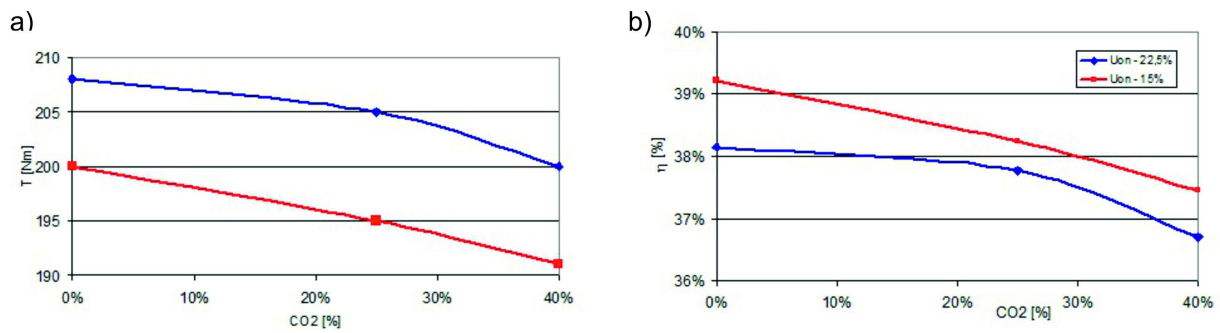 a)
210
205
200
195
190
T [Nm]
0% 10% 20% 30% 40%
CO2 [%]
b)
40%
39%
38%
37%
36%
η [%]
Uon - 22,5%
Uon - 15%
0% 10% 20% 30% 40%
CO2 [%]